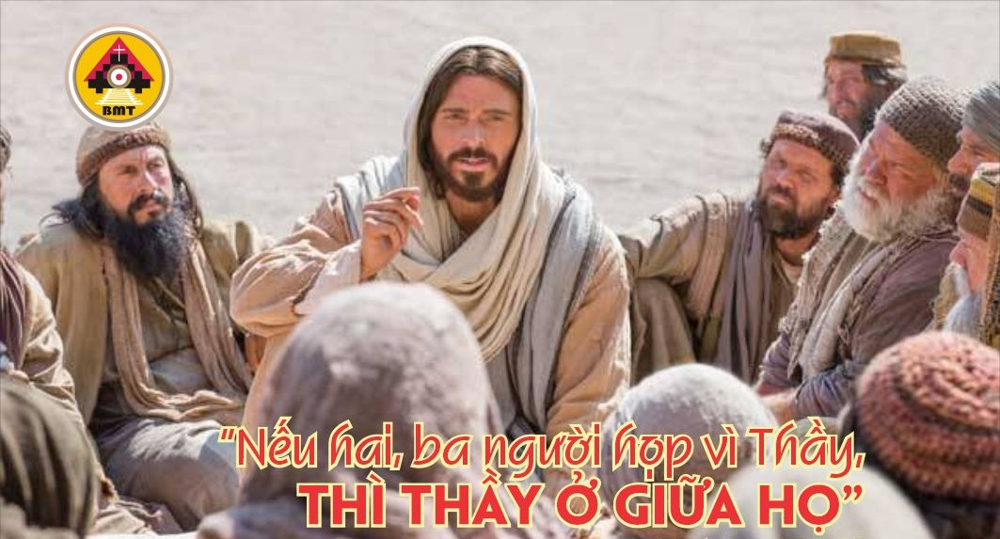 BMT
"Nếu hai, ba người họp vì Thầy,
THÌ THẦY Ở GIỮA HỌ"